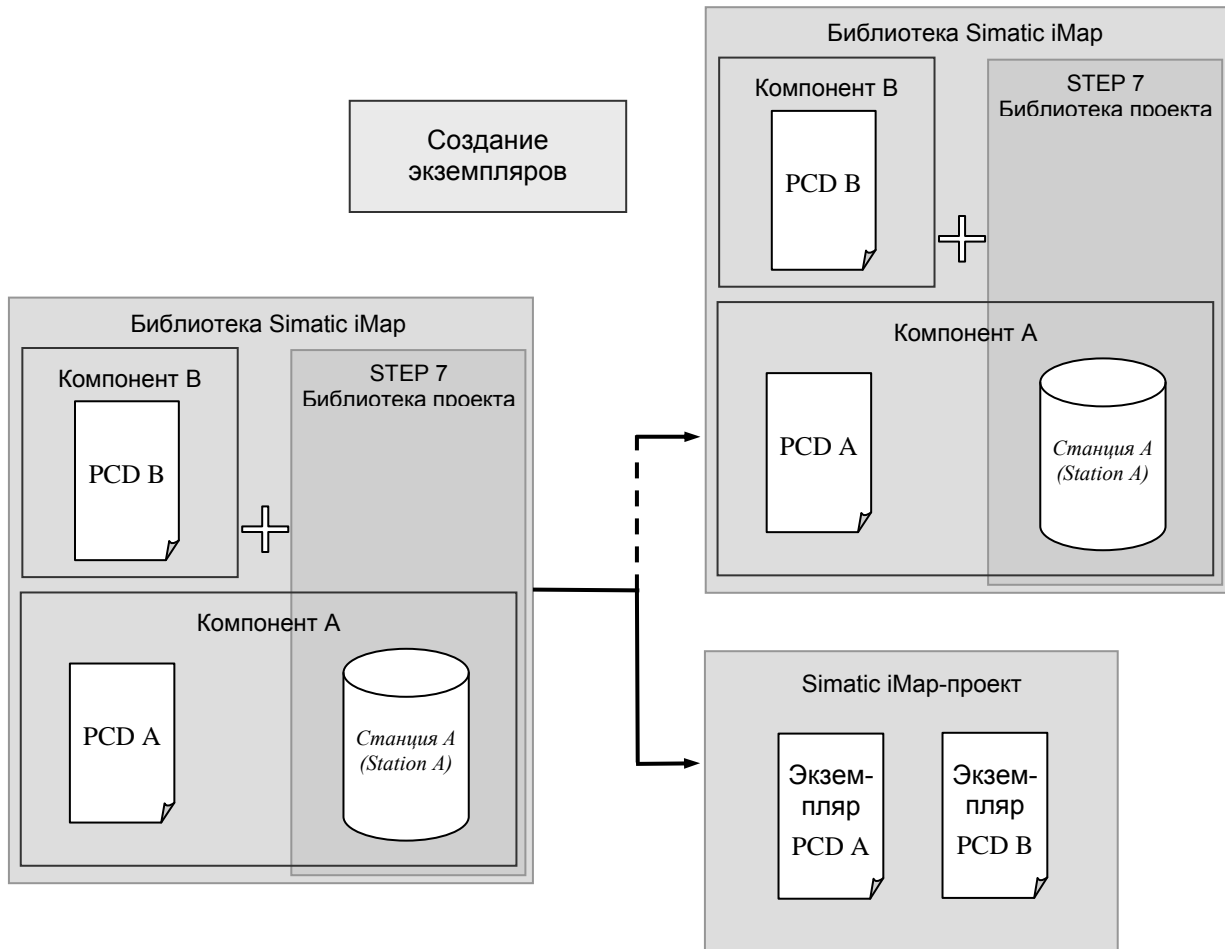 Создание
экземпляров
Библиотека Simatic iMap
Компонент B
STEP 7
Библиотека проекта
PCD B
Компонент A
PCD A
Станция A
(Station A)
Библиотека Simatic iMap
Компонент B
STEP 7
Библиотека проекта
PCD B
Компонент A
PCD A
Станция A
(Station A)
Simatic iMap-проект
Экзем-
пляр
PCD A
Экзем-
пляр
PCD B